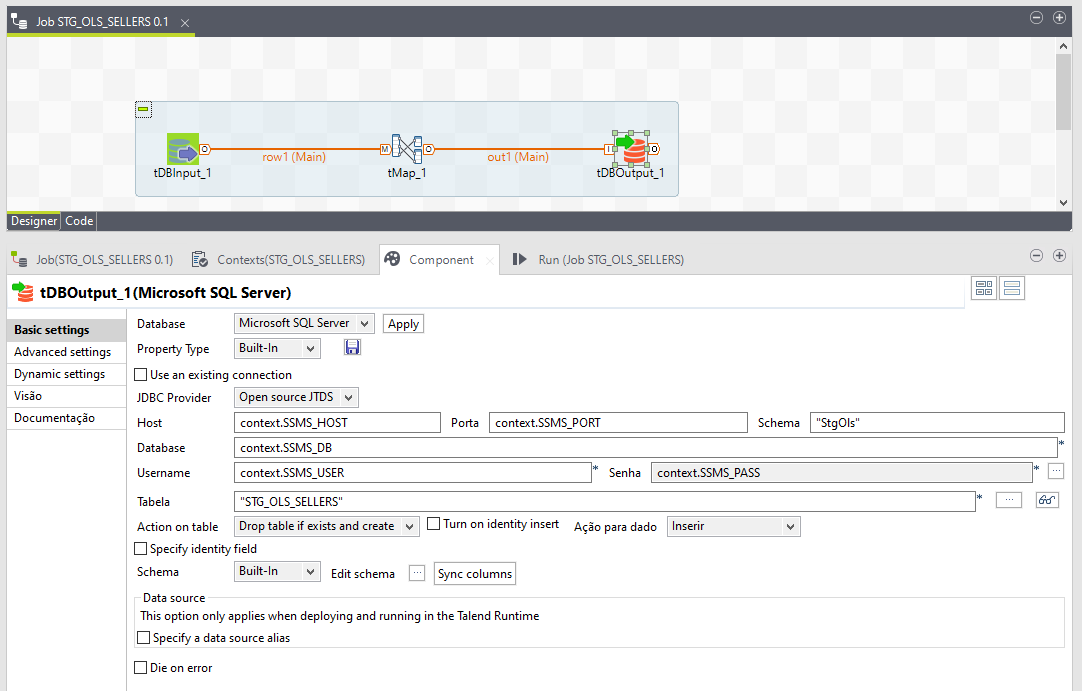 Job STG_OLS_SELLERS 0.1
row1 (Main)
out1 (Main)
tDBInput_1
tMap_1
tDBOutput_1
Designer Code
Job(STG_OLS_SELLERS 0.1) Contexts(STG_OLS_SELLERS) Component Run (Job STG_OLS_SELLERS)
tDBOutput_1(Microsoft SQL Server)
Basic settings
Advanced settings
Dynamic settings
Visão
Documentação
Database Microsoft SQL Server Apply
Property Type Built-In
Use an existing connection
JDBC Provider Open source JTDS
Host context.SSMS_HOST Porta context.SSMS_PORT Schema "StgOls"
Database context.SSMS_DB *
Username context.SSMS_USER * Senha context.SSMS_PASS * ...
Tabela "STG_OLS_SELLERS" * ...
Action on table Drop table if exists and create Turn on identity insert Ação para dado Inserir
Specify identity field
Schema Built-In Edit schema ... Sync columns
Data source
This option only applies when deploying and running in the Talend Runtime
Specify a data source alias
Die on error